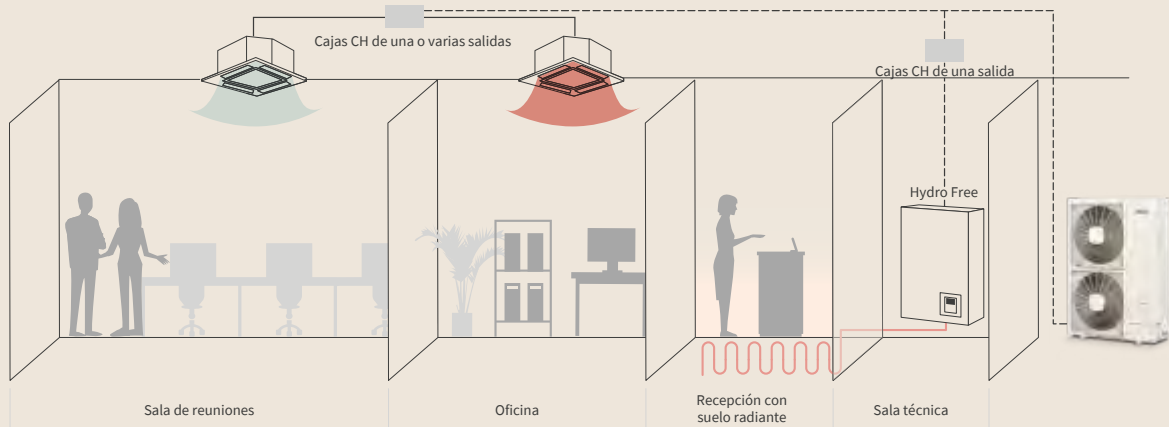 Cajas CH de una o varias salidas
Cajas CH de una salida
Hydro Free
Sala de reuniones
Oficina
Recepción con
suelo radiante
Sala técnica